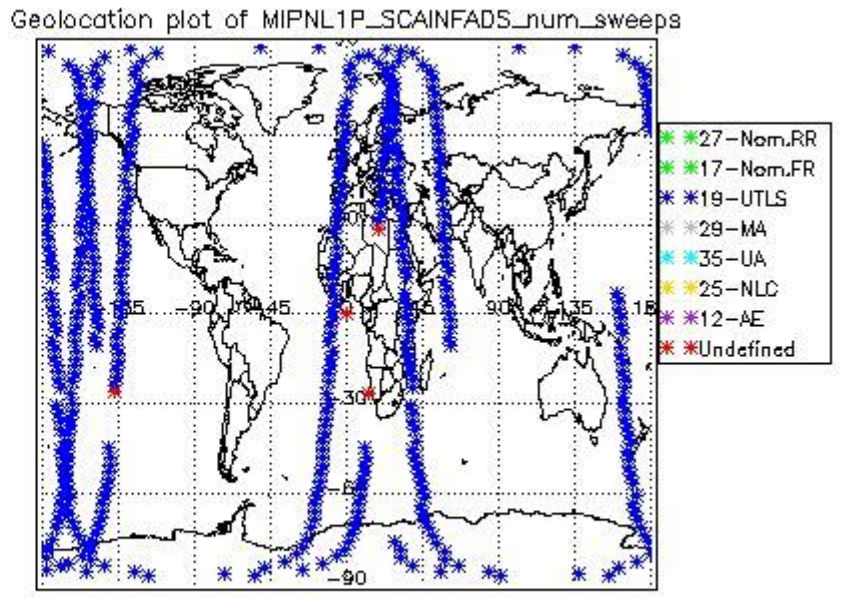 Geolocation plot of MIPNL1P_SCAINFADS_num_sweeps
27-Nom.RR
17-Nom.FR
19-UTLS
29-MA
35-UA
25-NLC
12-AE
Undefined
-90
45
90
135
-30
-90